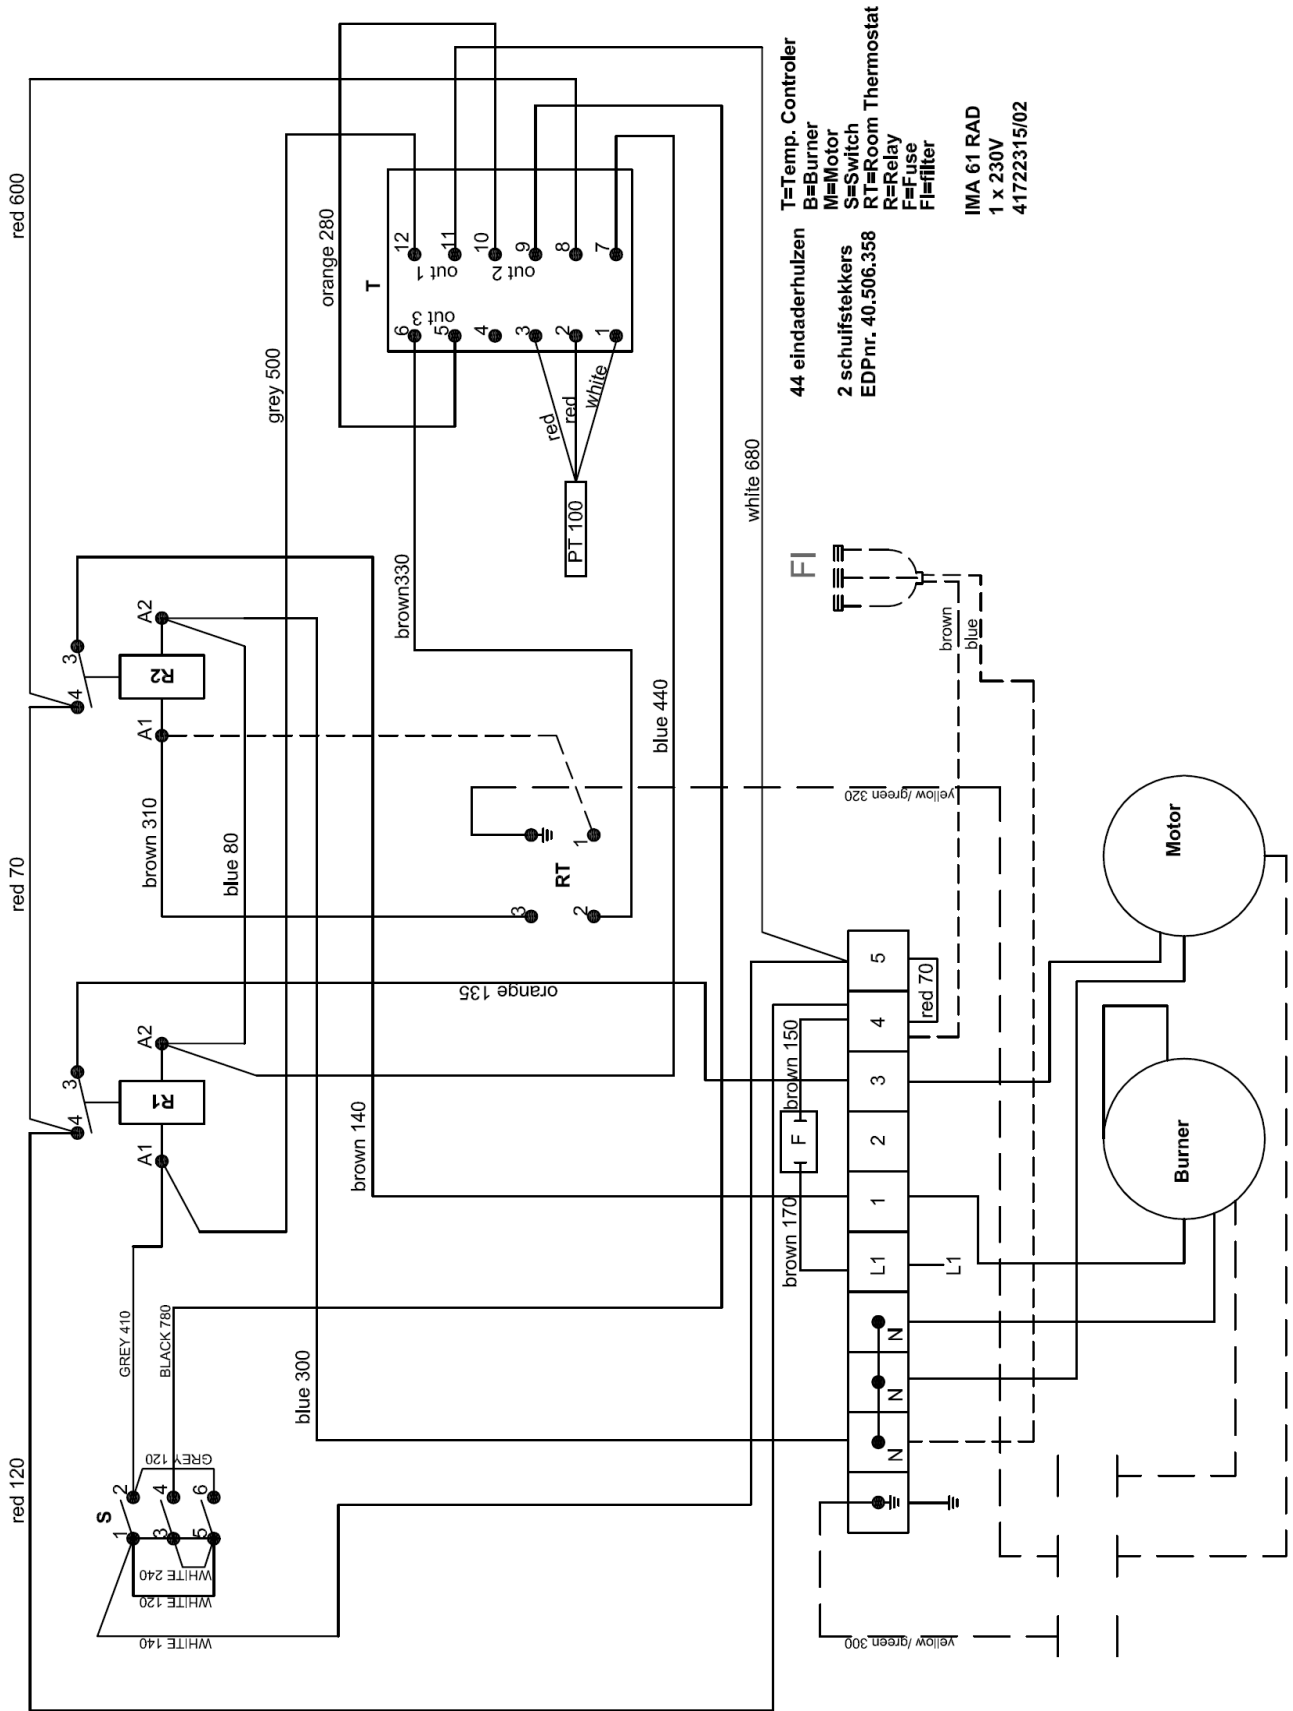 red 600
red 70
red 120
orange 280
grey 500
T
12
11
10
9
8
7
out 1
out 2
out 3
6
5
4
3
2
1
red
red
white
PT 100
brown330
white 680
blue 440
3
4
R2
A2
A1
brown 310
blue 80
orange 135
3
4
R1
A2
A1
brown 140
RT
1
2
3
yellow/green 320
GREY 410
BLACK 780
blue 300
GREY 120
S
2
4
6
1
3
5
WHITE 240
WHITE 120
WHITE 140
brown 150
F
brown 170
red 70
5
4
3
2
1
L1
N
N
N
L1
yellow/green 300
FI
brown
blue
Motor
Burner
T=Temp. Controler
B=Burner
M=Motor
S=Switch
RT=Room Thermostat
R=Relay
F=Fuse
FI=filter
44 eindaderhulzen
2 schuifstekkers
EDPnr. 40.506.358
IMA 61 RAD
1 x 230V
41722315/02